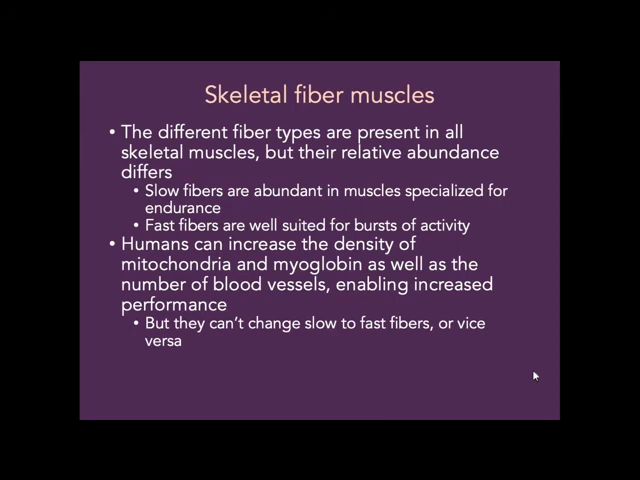 Skeletal fiber muscles
• The different fiber types are present in all
skeletal muscles, but their relative abundance
differs
• Slow fibers are abundant in muscles specialized for
endurance
• Fast fibers are well suited for bursts of activity
• Humans can increase the density of
mitochondria and myoglobin as well as the
number of blood vessels, enabling increased
performance
• But they can’t change slow to fast fibers, or vice
versa